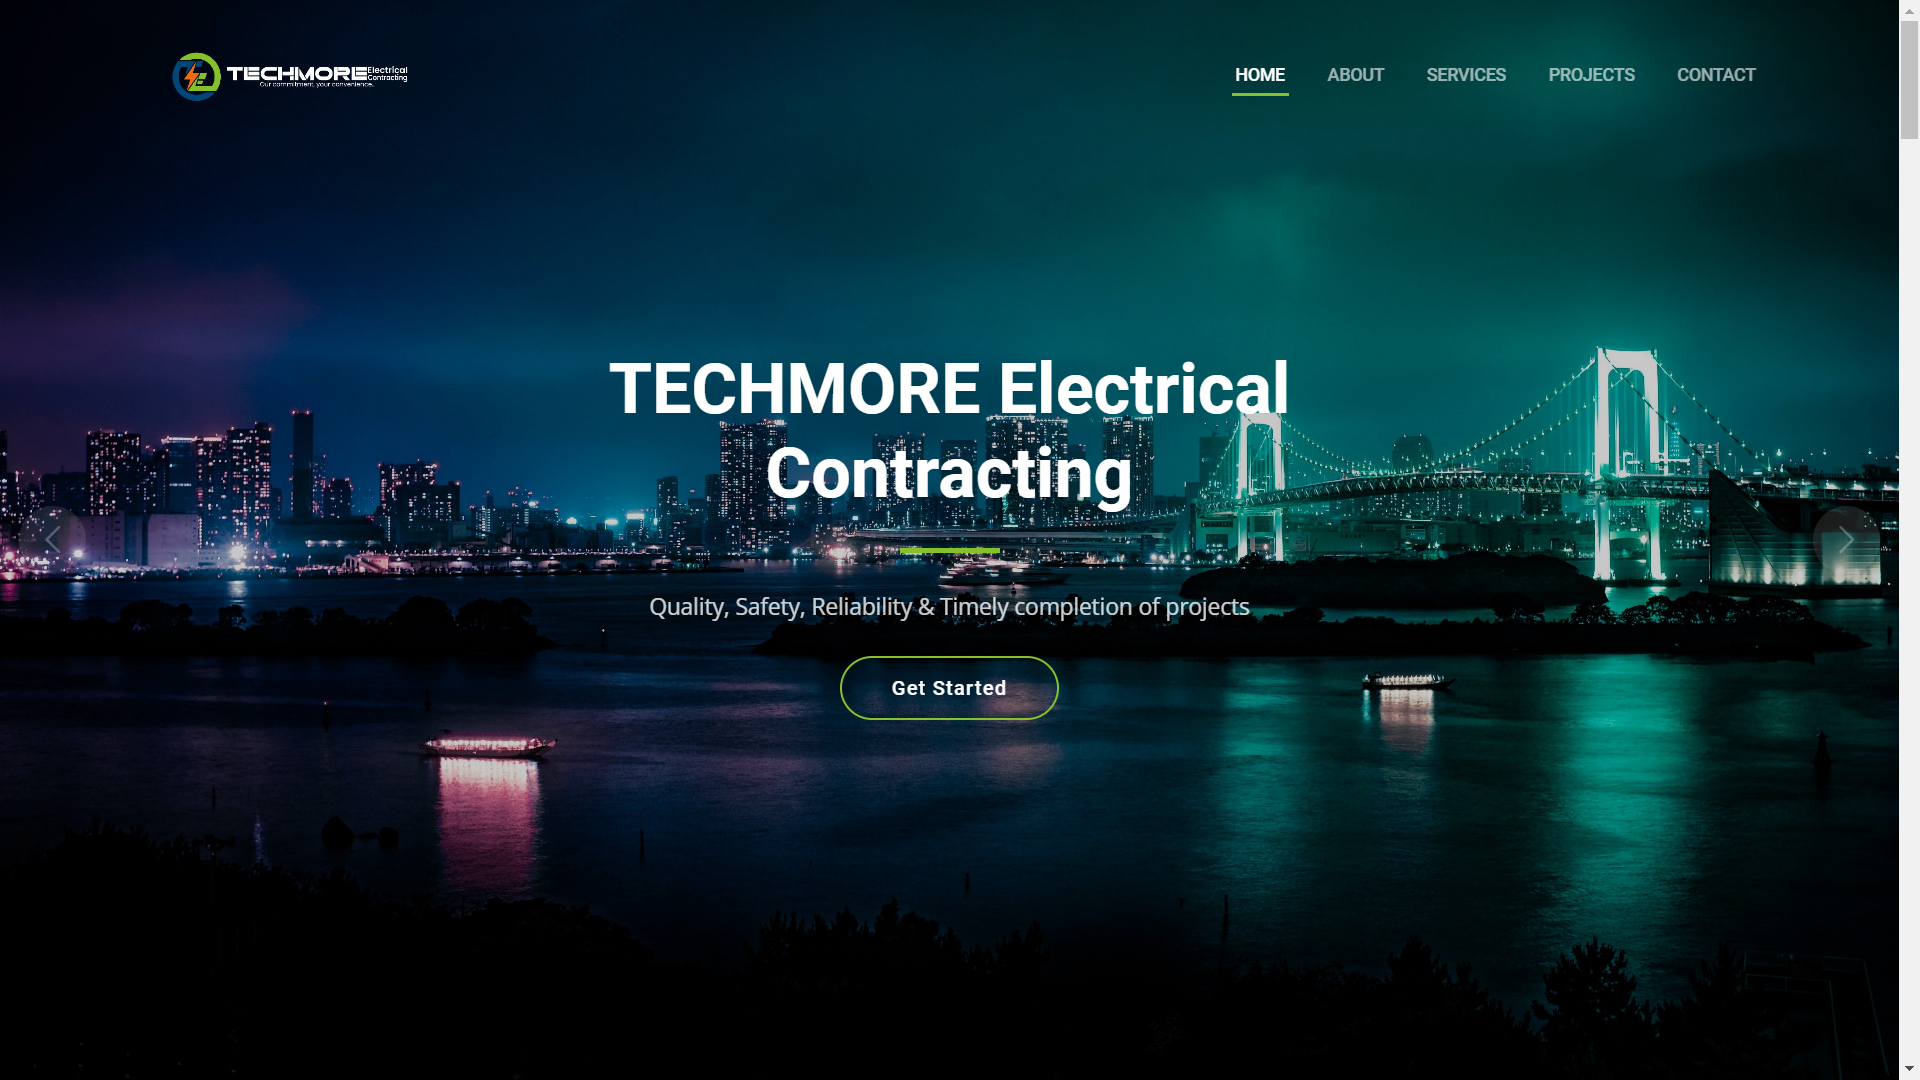 TECHMORE Electrical Contracting
Our commitment, your convenience..
HOME
ABOUT
SERVICES
PROJECTS
CONTACT
TECHMORE Electrical
Contracting
Quality, Safety, Reliability & Timely completion of projects
Get Started